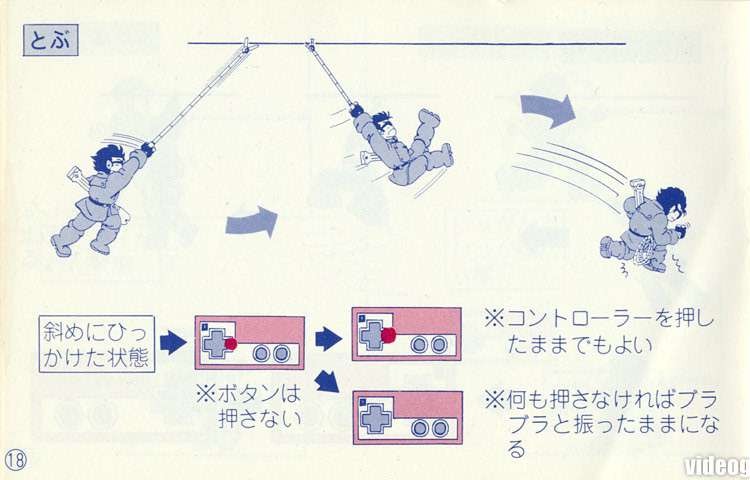 とぶ
斜めにひっ
かけた状態
※ボタンは
押さない
※コントローラーを押し
たままでもよい
※何も押さなければブラ
ブラと振ったままにな
る
18
videog